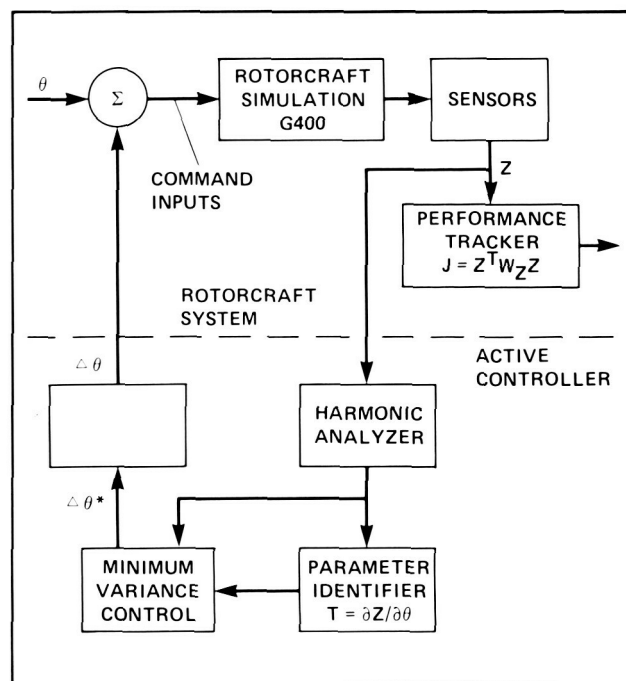 θ
Σ
ROTORCRAFT
SIMULATION
G400
SENSORS
COMMAND
INPUTS
Z
PERFORMANCE
TRACKER
J = Z^T W_Z Z
ROTORCRAFT
SYSTEM
ACTIVE
CONTROLLER
△θ
HARMONIC
ANALYZER
△θ*
MINIMUM
VARIANCE
CONTROL
PARAMETER
IDENTIFIER
T = ∂Z/∂θ